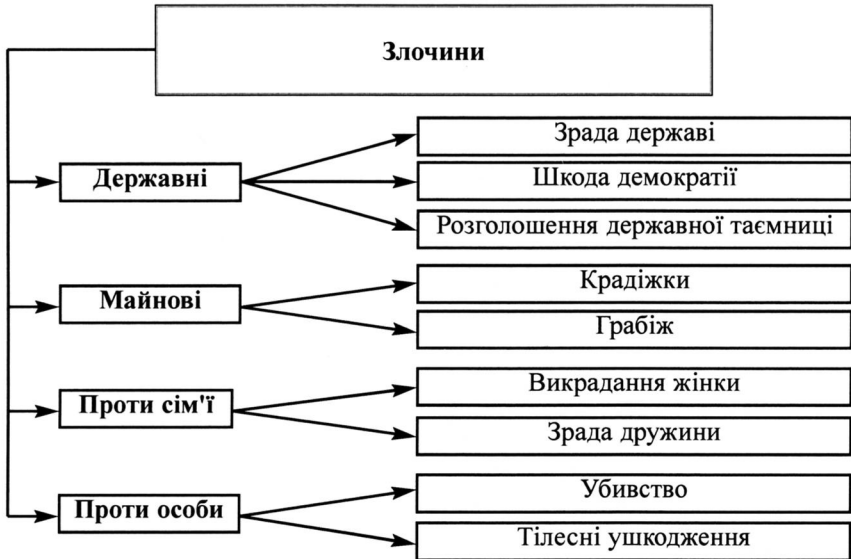 Злочини
Державні
Зрада державі
Шкода демократії
Розголошення державної таємниці
Майнові
Крадіжки
Грабіж
Проти сім'ї
Викрадання жінки
Зрада дружини
Проти особи
Убивство
Тілесні ушкодження